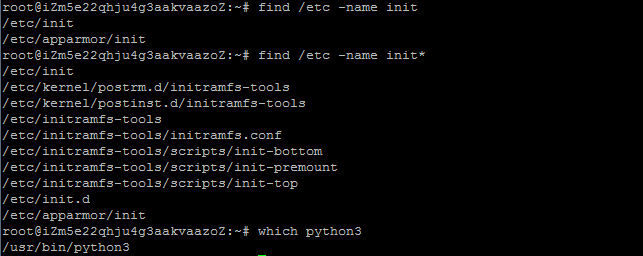 root@iZm5e22qhju4g3aakvaazoZ:~# find /etc -name init
/etc/init
/etc/apparmor/init
root@iZm5e22qhju4g3aakvaazoZ:~# find /etc -name init*
/etc/init
/etc/kernel/postrm.d/initramfs-tools
/etc/kernel/postinst.d/initramfs-tools
/etc/initramfs-tools
/etc/initramfs-tools/initramfs.conf
/etc/initramfs-tools/scripts/init-bottom
/etc/initramfs-tools/scripts/init-premount
/etc/initramfs-tools/scripts/init-top
/etc/init.d
/etc/apparmor/init
root@iZm5e22qhju4g3aakvaazoZ:~# which python3
/usr/bin/python3